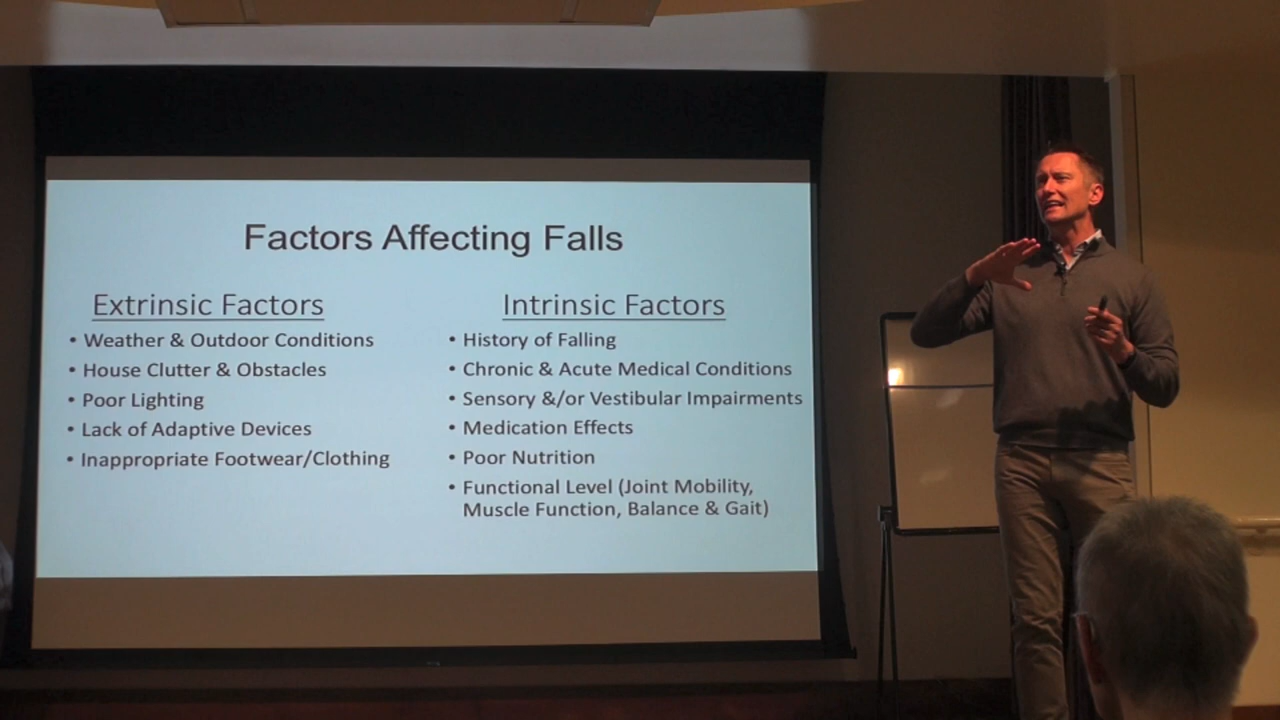 Factors Affecting Falls
Extrinsic Factors
• Weather & Outdoor Conditions
• House Clutter & Obstacles
• Poor Lighting
• Lack of Adaptive Devices
• Inappropriate Footwear/Clothing
Intrinsic Factors
• History of Falling
• Chronic & Acute Medical Conditions
• Sensory &/or Vestibular Impairments
• Medication Effects
• Poor Nutrition
• Functional Level (Joint Mobility,
Muscle Function, Balance & Gait)